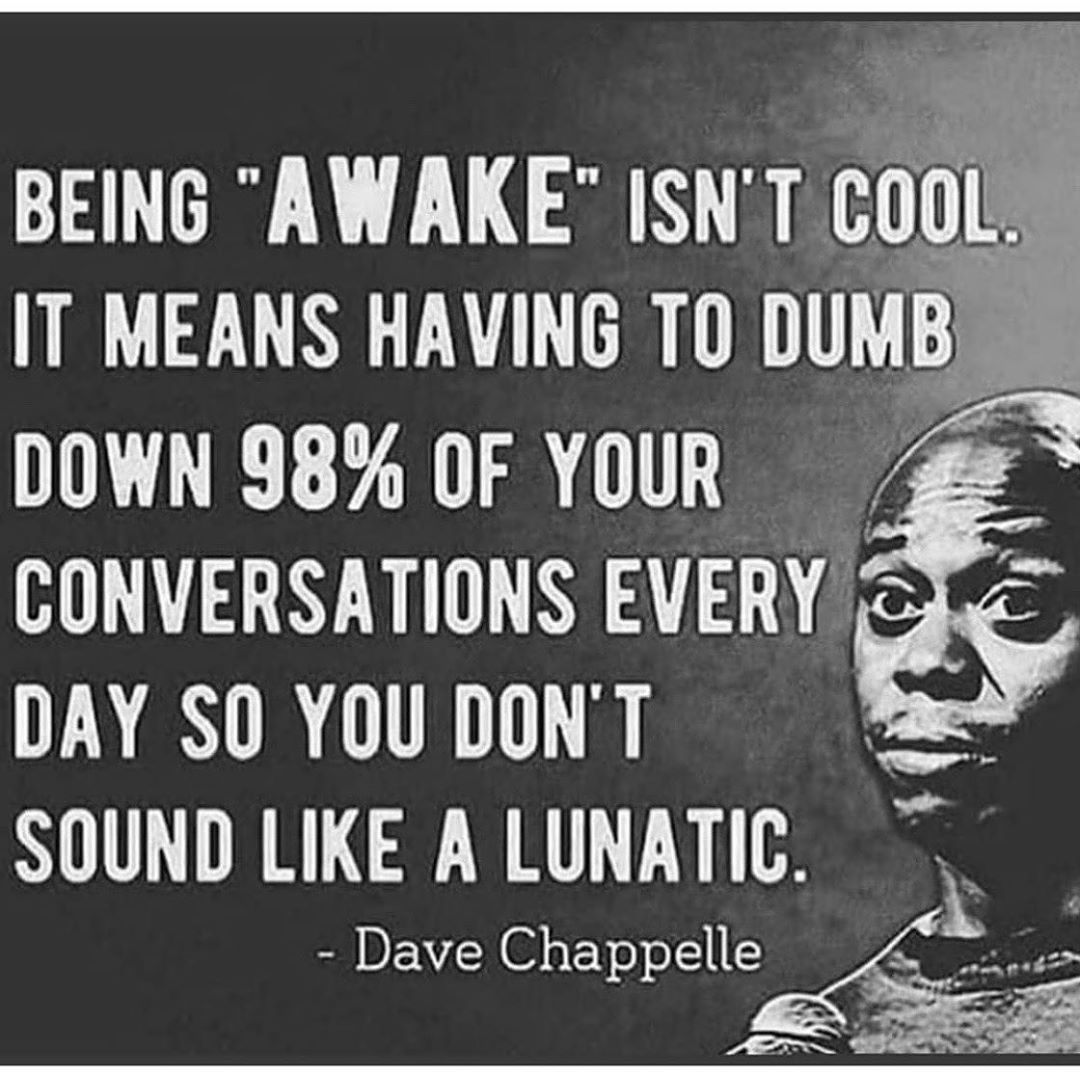 BEING "AWAKE" ISN'T COOL.
IT MEANS HAVING TO DUMB
DOWN 98% OF YOUR
CONVERSATIONS EVERY
DAY SO YOU DON'T
SOUND LIKE A LUNATIC.
- Dave Chappelle